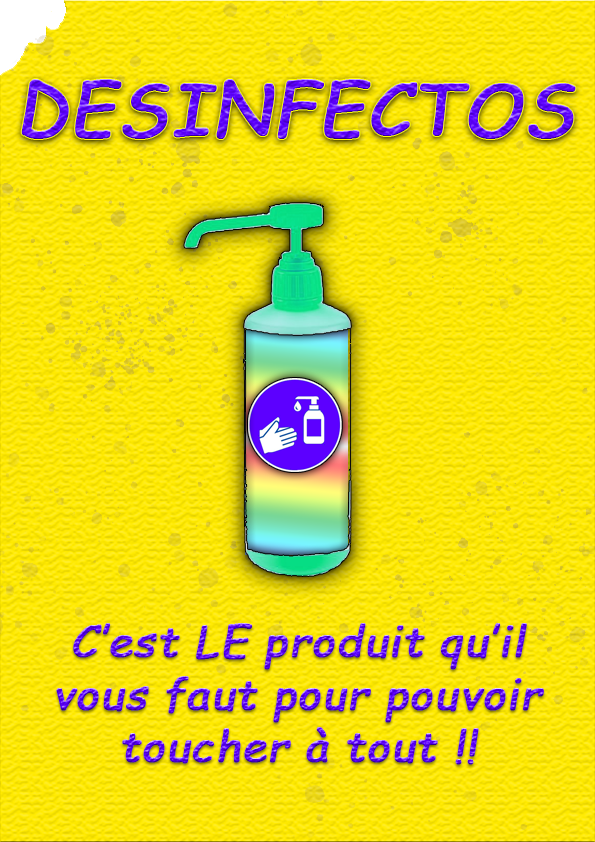 DESINFECTOS
C'est LE produit qu'il
vous faut pour pouvoir
toucher à tout !!